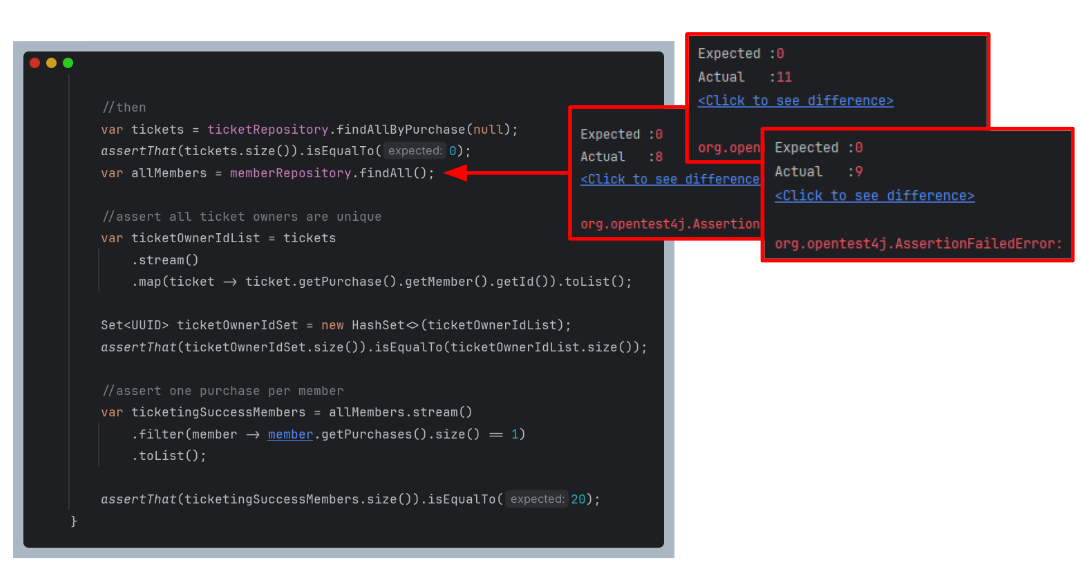 //then
var tickets = ticketRepository.findAllByPurchase(null);
assertThat(tickets.size()).isEqualTo( expected: 0);
var allMembers = memberRepository.findAll();
//assert all ticket owners are unique
var ticketOwnerIdList = tickets
.stream()
.map(ticket → ticket.getPurchase().getMember().getId()).toList();
Set<UUID> ticketOwnerIdSet = new HashSet<>(ticketOwnerIdList);
assertThat(ticketOwnerIdSet.size()).isEqualTo(ticketOwnerIdList.size());
//assert one purchase per member
var ticketingSuccessMembers = allMembers.stream()
.filter(member → member.getPurchases().size() == 1)
.toList();
assertThat(ticketingSuccessMembers.size()).isEqualTo( expected: 20);
}
Expected :0
Actual :11
<Click to see difference>
org.open
Expected :0
Actual :8
<Click to see difference
org.opentest4j.Assertion
Expected :0
Actual :9
<Click to see difference>
org.opentest4j.AssertionFailedError: